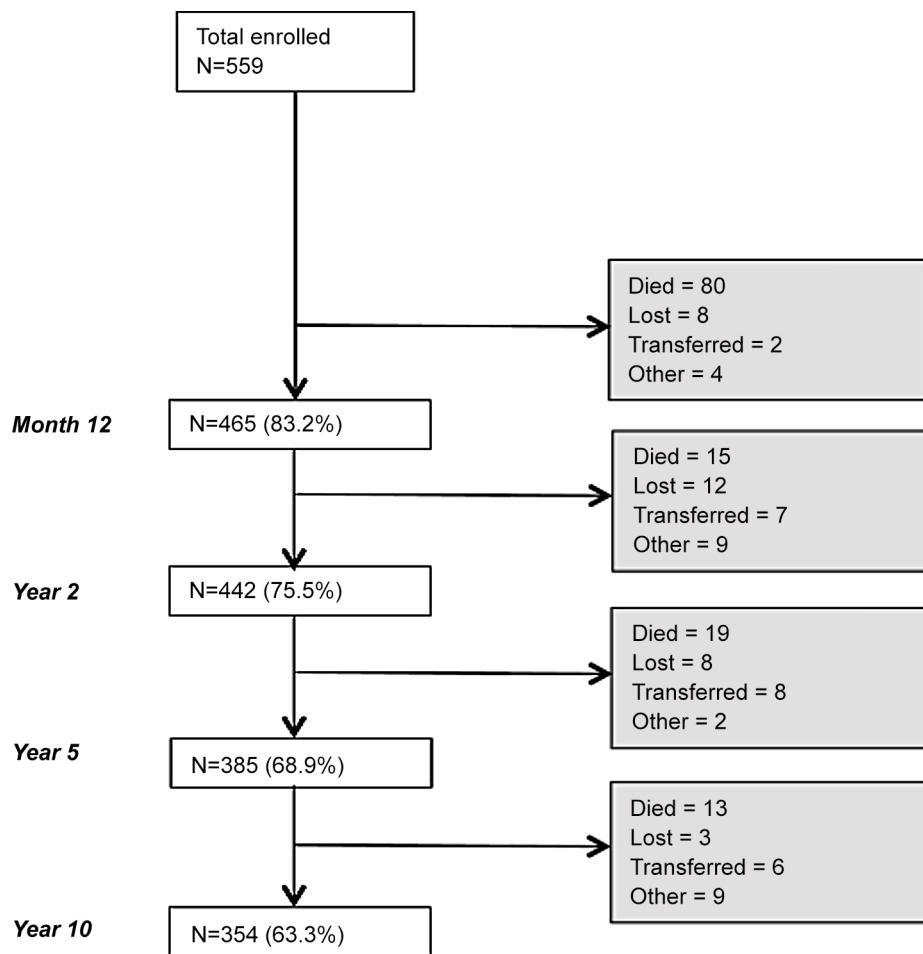 Total enrolled
N=559
Died = 80
Lost = 8
Transferred = 2
Other = 4
Month 12
N=465 (83.2%)
Died = 15
Lost = 12
Transferred = 7
Other = 9
Year 2
N=442 (75.5%)
Died = 19
Lost = 8
Transferred = 8
Other = 2
Year 5
N=385 (68.9%)
Died = 13
Lost = 3
Transferred = 6
Other = 9
Year 10
N=354 (63.3%)